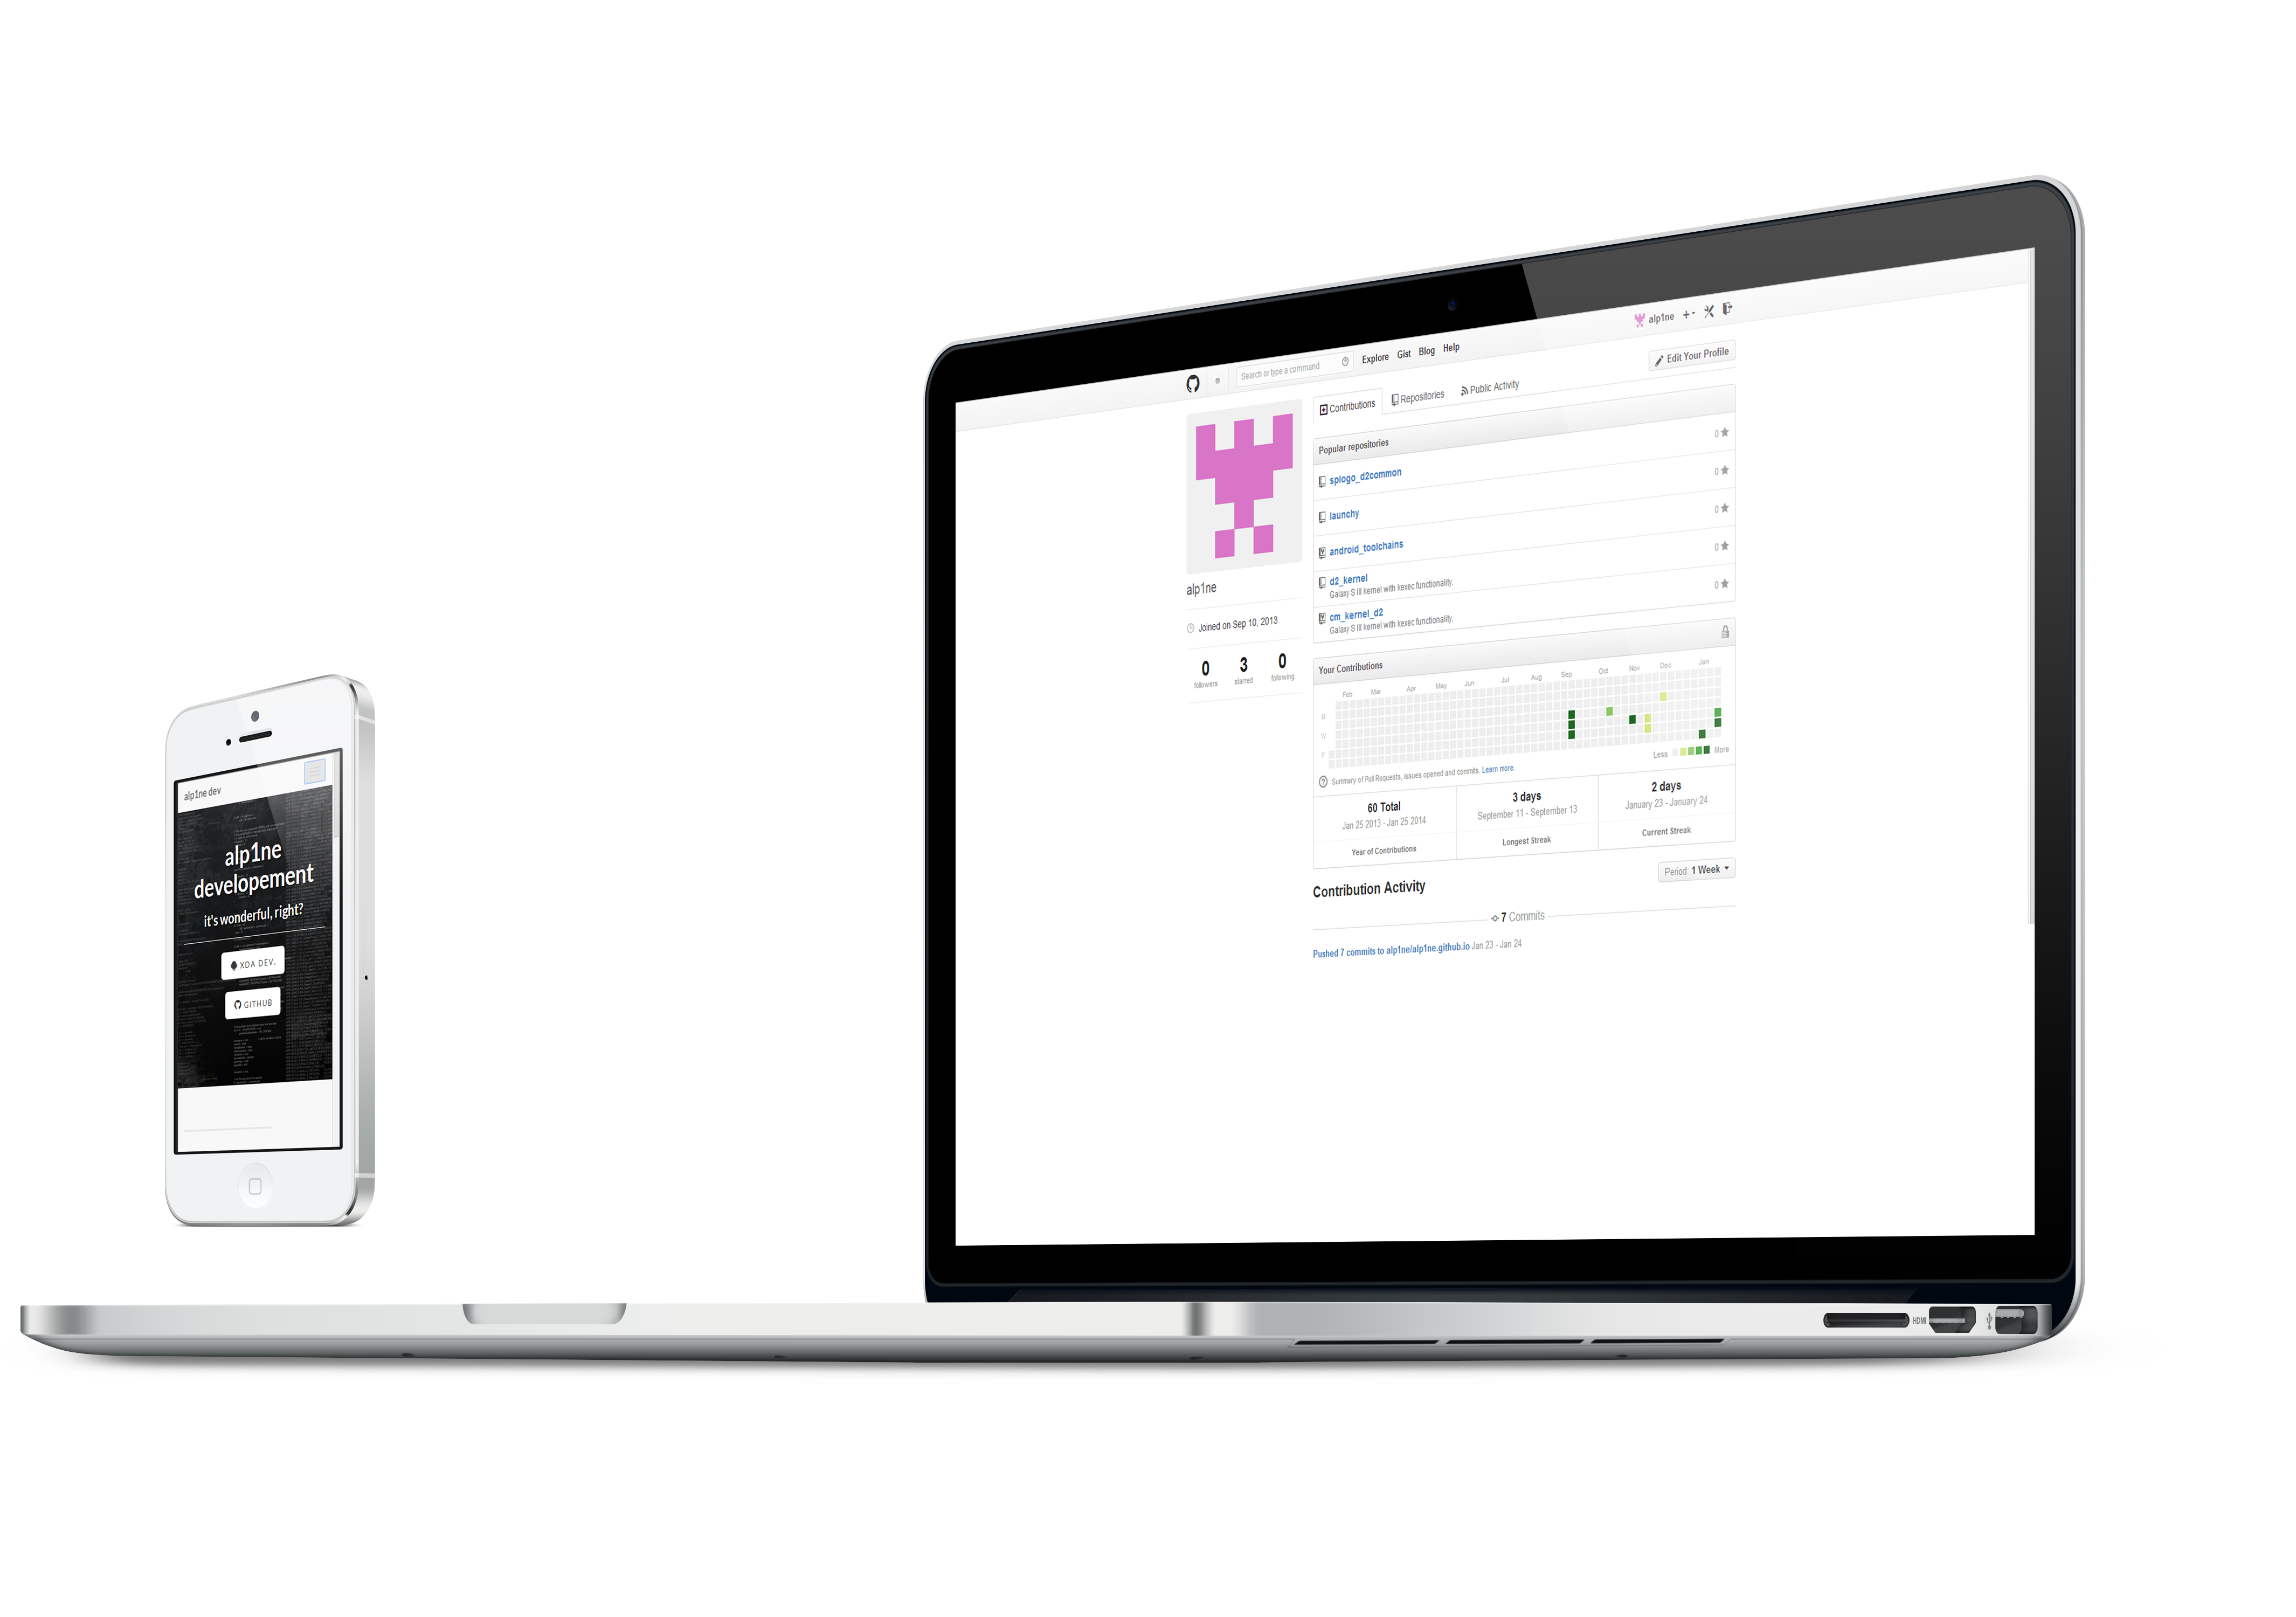 alp1ne dev
alp1ne
developement
it's wonderful, right?
XDA DEV.
GITHUB
Search or type a command
Explore Gist Blog Help
alp1ne
Edit Your Profile
Contributions Repositories Public Activity
alp1ne
Joined on Sep 10, 2013
0 3 0
followers starred following
Popular repositories
splogo_d2common 0
launchy 0
android_toolchains 0
d2_kernel 0
Galaxy S III kernel with kexec functionality.
cm_kernel_d2 0
Galaxy S III kernel with kexec functionality.
Your Contributions
Feb Mar Apr May Jun Jul Aug Sep Oct Nov Dec Jan
M
W
F
Summary of Pull Requests, issues opened and commits. Learn more.
Less More
60 Total
Jan 25 2013 - Jan 25 2014
Year of Contributions
3 days
September 11 - September 13
Longest Streak
2 days
January 23 - January 24
Current Streak
Contribution Activity
Period: 1 Week
7 Commits
Pushed 7 commits to alp1ne/alp1ne.github.io Jan 23 - Jan 24
HDMI